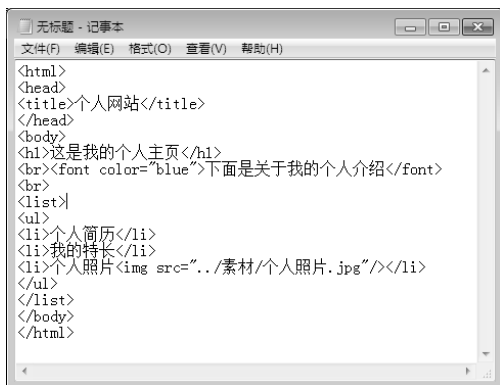 无标题 - 记事本
文件(F) 编辑(E) 格式(O) 查看(V) 帮助(H)
<html>
<head>
<title>个人网站</title>
</head>
<body>
<h1>这是我的个人主页</h1>
<br><font color="blue">下面是关于我的个人介绍</font>
<br>
<list>
<ul>
<li>个人简历</li>
<li>我的特长</li>
<li>个人照片<img src="../素材/个人照片.jpg"/></li>
</ul>
</list>
</body>
</html>